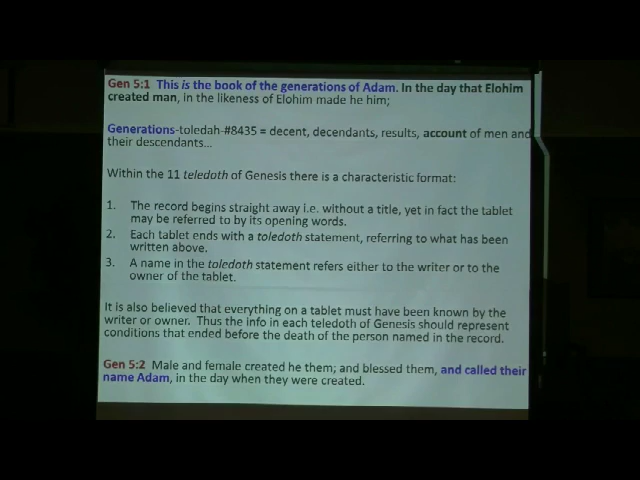 Gen 5:1 This is the book of the generations of Adam. In the day that Elohim
created man, in the likeness of Elohim made he him;
Generations-toledah-#8435 = decent, decendants, results, account of men and
their descendants...
Within the 11 teledoth of Genesis there is a characteristic format:
1. The record begins straight away i.e. without a title, yet in fact the tablet
may be referred to by its opening words.
2. Each tablet ends with a toledoth statement, referring to what has been
written above.
3. A name in the toledoth statement refers either to the writer or to the
owner of the tablet.
It is also believed that everything on a tablet must have been known by the
writer or owner. Thus the info in each teledoth of Genesis should represent
conditions that ended before the death of the person named in the record.
Gen 5:2 Male and female created he them; and blessed them, and called their
name Adam, in the day when they were created.